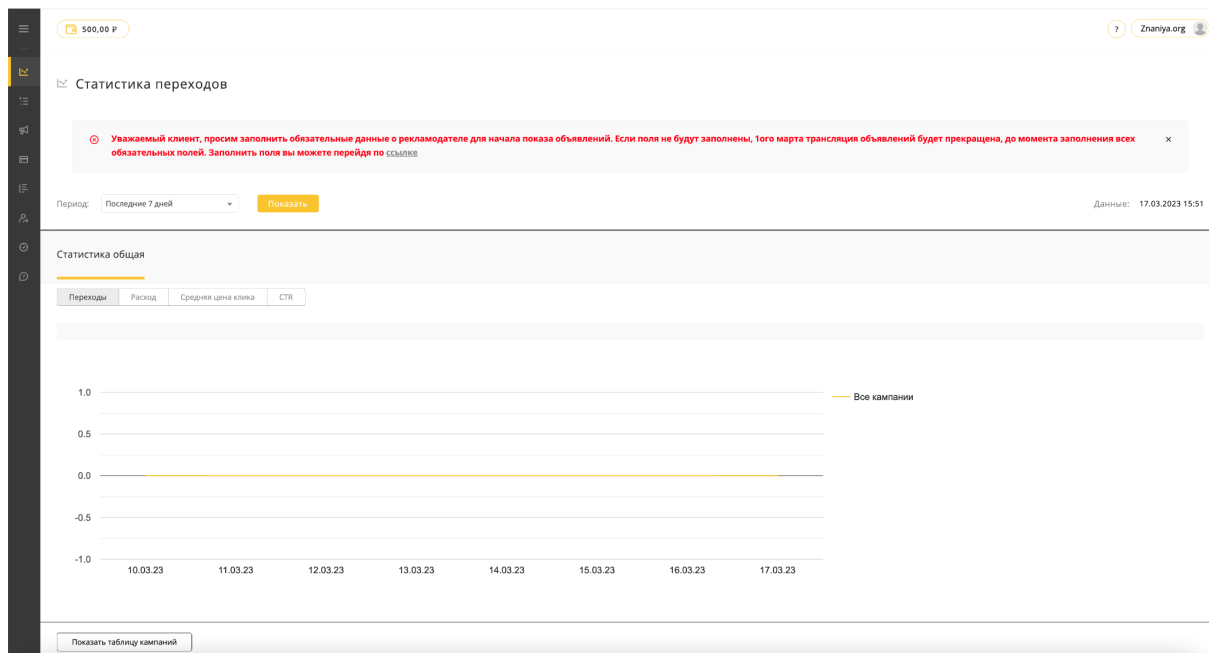 500,00 ₽
?
Znaniya.org
Статистика переходов
Уважаемый клиент, просим заполнить обязательные данные о рекламодателе для начала показа объявлений. Если поля не будут заполнены, 1ого марта трансляция объявлений будет прекращена, до момента заполнения всех
обязательных полей. Заполнить поля вы можете перейдя по ссылке
Период: Последние 7 дней Показать Данные: 17.03.2023 15:51
Статистика общая
Переходы Расход Средняя цена клика CTR
1.0
Все кампании
0.5
0.0
-0.5
-1.0
10.03.23 11.03.23 12.03.23 13.03.23 14.03.23 15.03.23 16.03.23 17.03.23
Показать таблицу кампаний